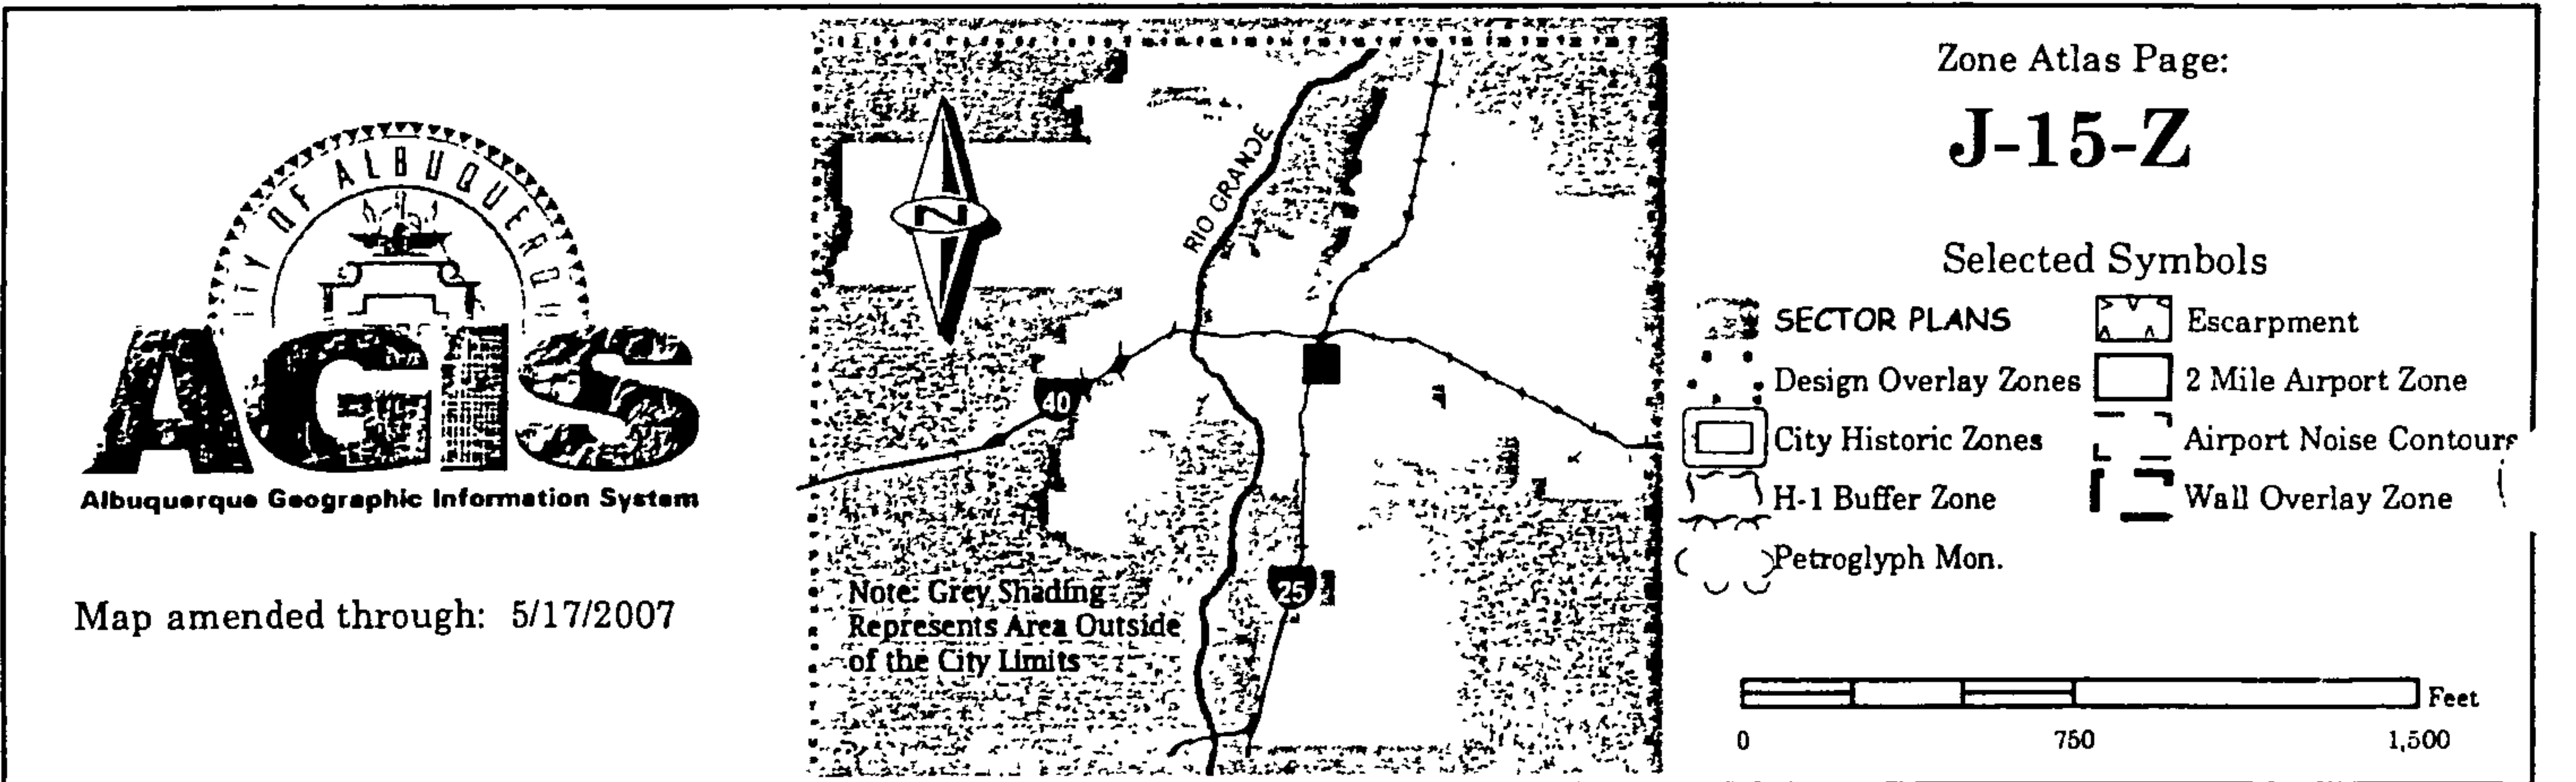 CITY OF ALBUQUERQUE
AGIS
Albuquerque Geographic Information System
Map amended through: 5/17/2007
N
RIO GRANDE
40
25
Note: Grey Shading
Represents Area Outside
of the City Limits
Zone Atlas Page:
J-15-Z
Selected Symbols
SECTOR PLANS
Design Overlay Zones
City Historic Zones
H-1 Buffer Zone
Petroglyph Mon.
Escarpment
2 Mile Airport Zone
Airport Noise Contours
Wall Overlay Zone
Feet
0 750 1,500